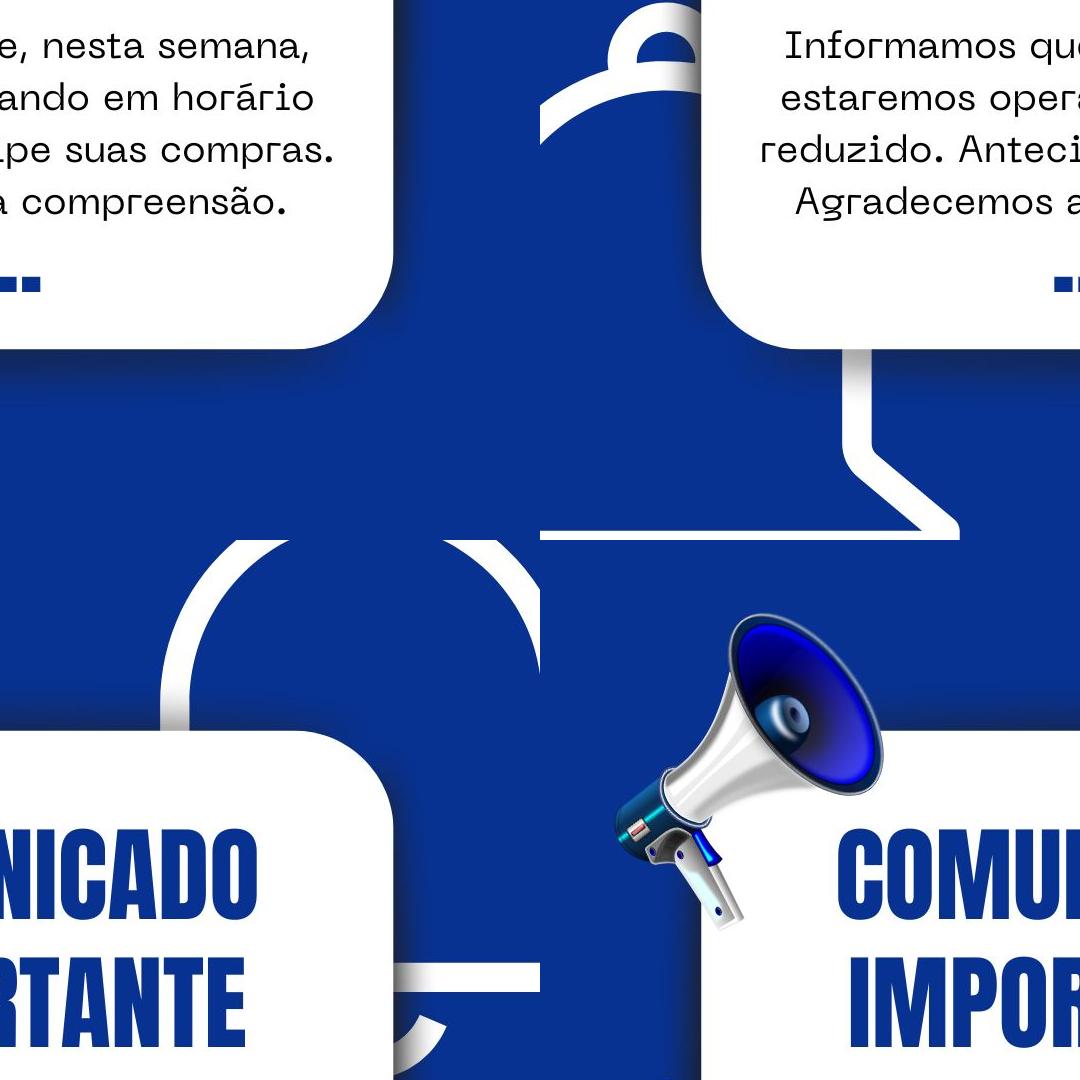 e, nesta semana,
ando em horário
ipe suas compras.
a compreensão.
Informamos que
estaremos opera
reduzido. Anteci
Agradecemos a
NICADO
RTANTE
COMUN
IMPOR